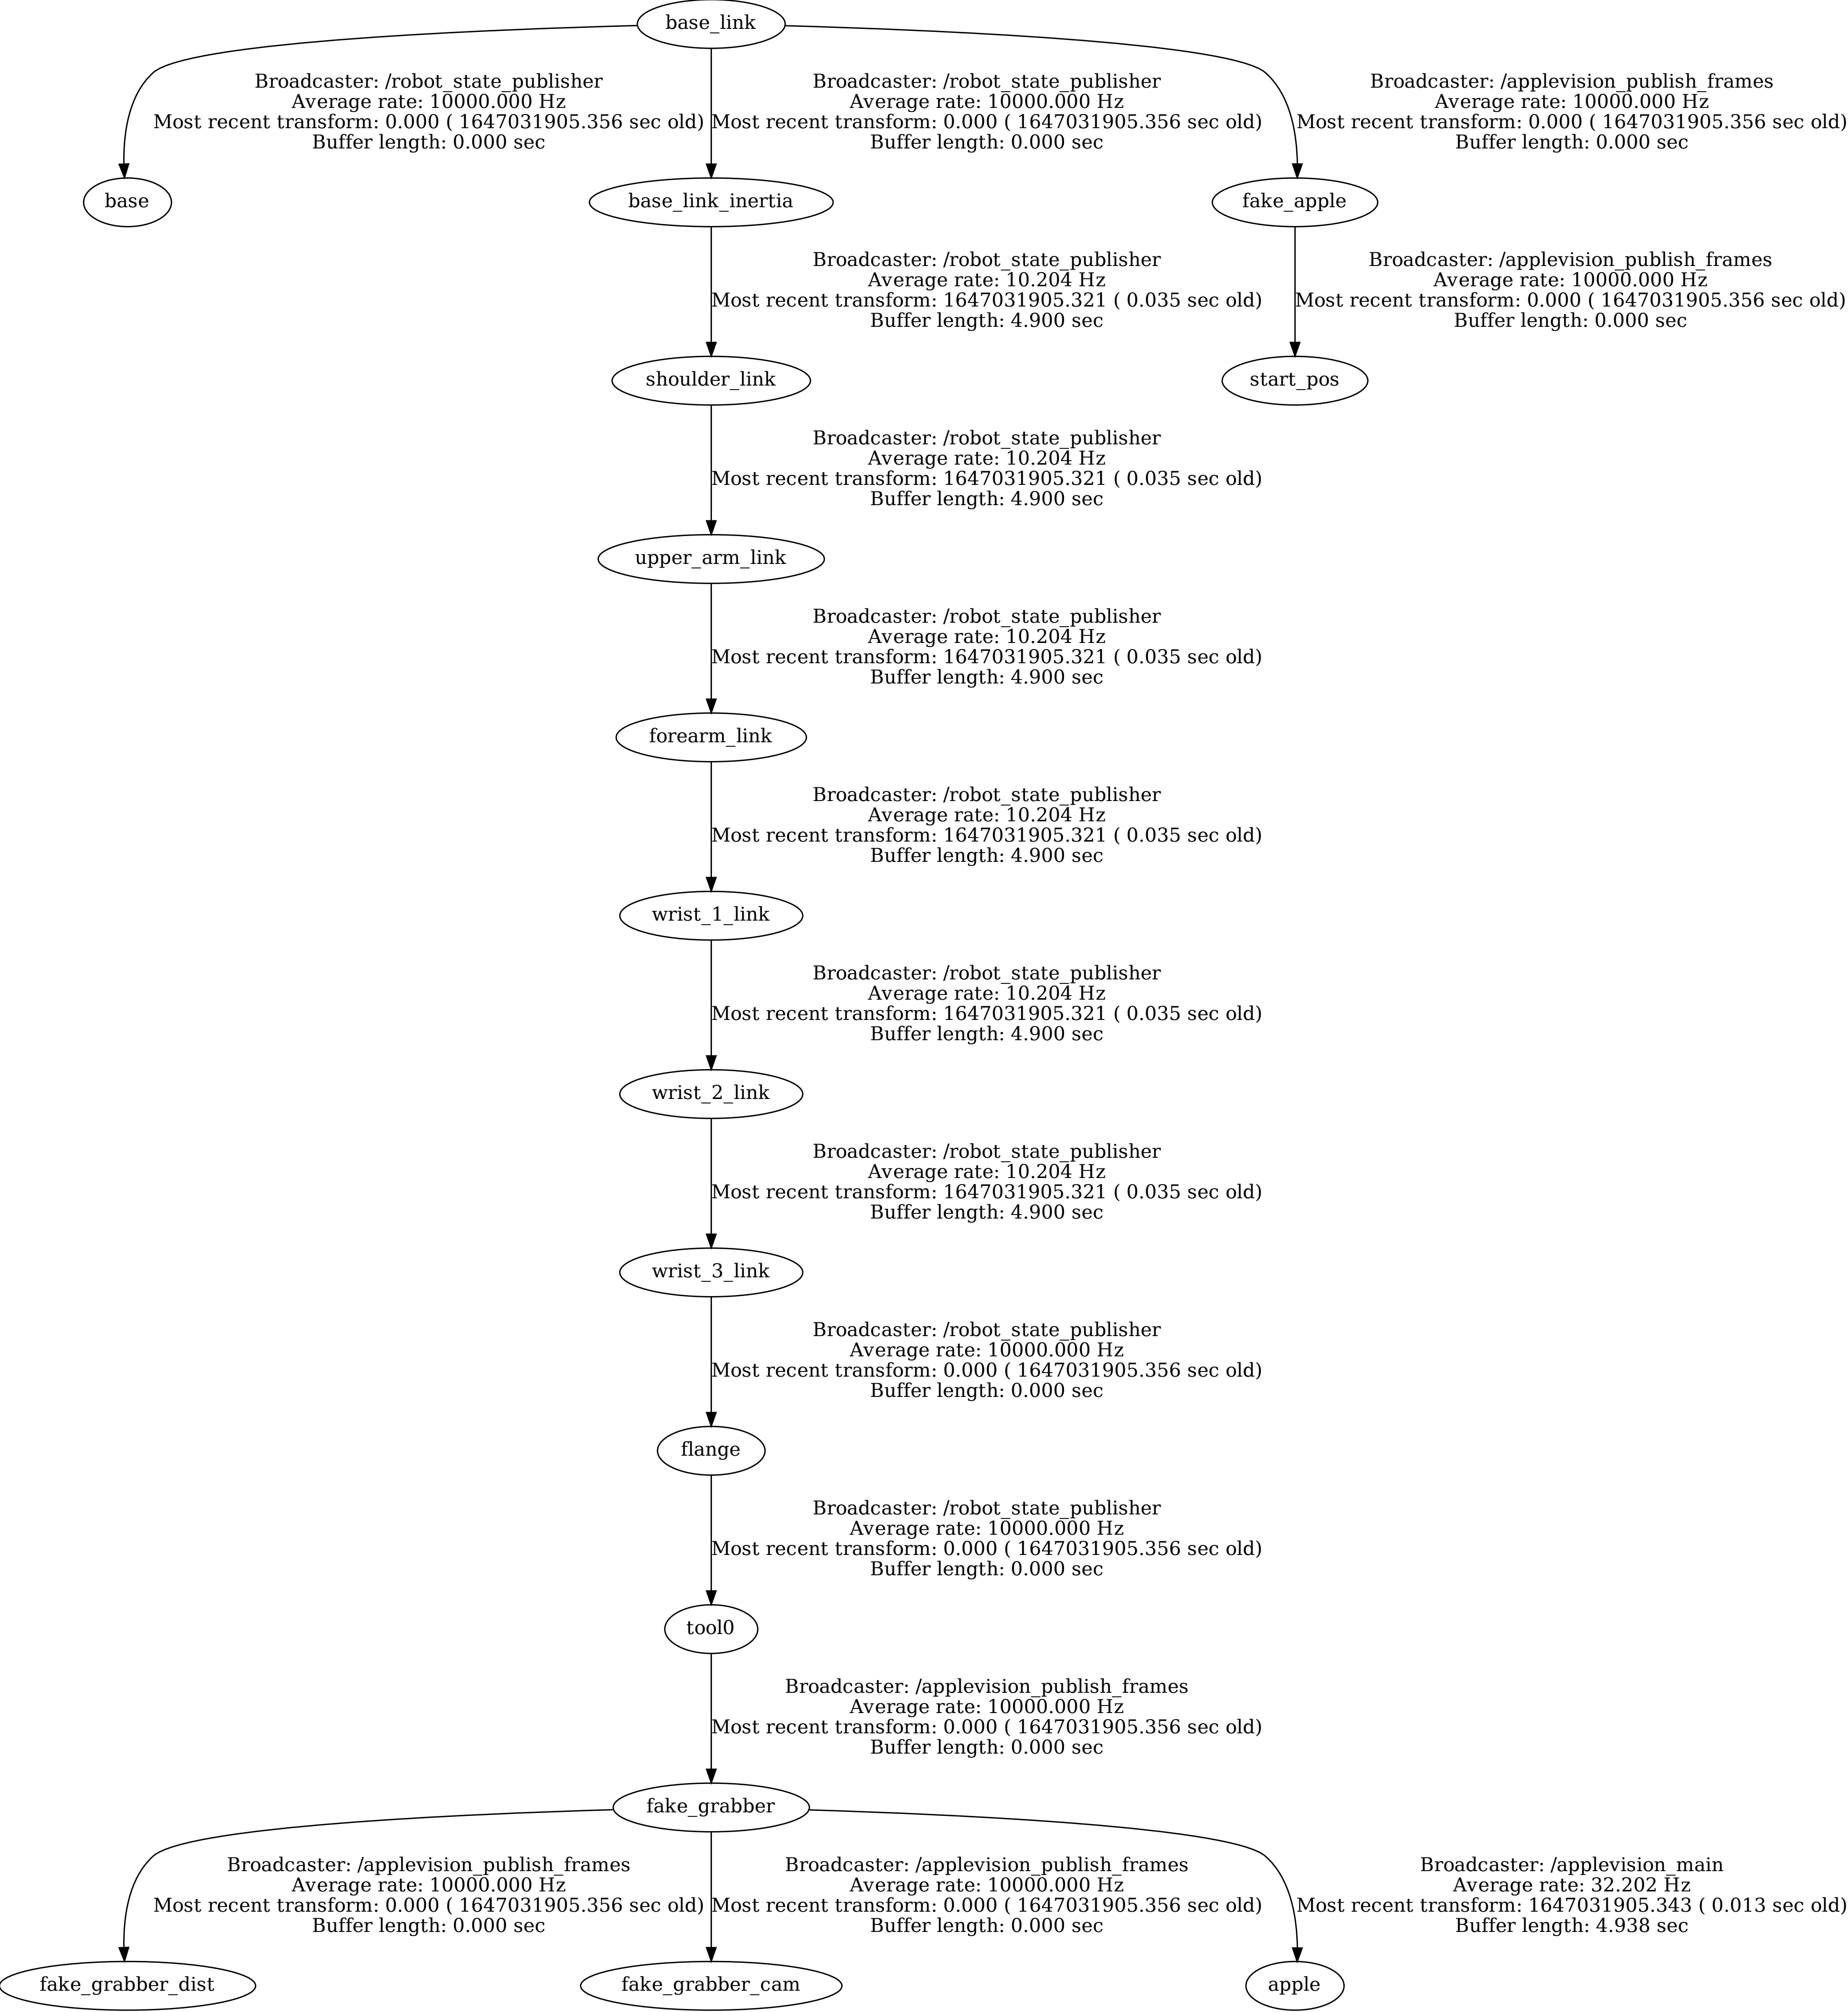 base_link
Broadcaster: /robot_state_publisher
Average rate: 10000.000 Hz
Most recent transform: 0.000 ( 1647031905.356 sec old)
Buffer length: 0.000 sec
Broadcaster: /robot_state_publisher
Average rate: 10000.000 Hz
Most recent transform: 0.000 ( 1647031905.356 sec old)
Buffer length: 0.000 sec
Broadcaster: /applevision_publish_frames
Average rate: 10000.000 Hz
Most recent transform: 0.000 ( 1647031905.356 sec old)
Buffer length: 0.000 sec
base
base_link_inertia
fake_apple
Broadcaster: /robot_state_publisher
Average rate: 10.204 Hz
Most recent transform: 1647031905.321 ( 0.035 sec old)
Buffer length: 4.900 sec
Broadcaster: /applevision_publish_frames
Average rate: 10000.000 Hz
Most recent transform: 0.000 ( 1647031905.356 sec old)
Buffer length: 0.000 sec
shoulder_link
start_pos
Broadcaster: /robot_state_publisher
Average rate: 10.204 Hz
Most recent transform: 1647031905.321 ( 0.035 sec old)
Buffer length: 4.900 sec
upper_arm_link
Broadcaster: /robot_state_publisher
Average rate: 10.204 Hz
Most recent transform: 1647031905.321 ( 0.035 sec old)
Buffer length: 4.900 sec
forearm_link
Broadcaster: /robot_state_publisher
Average rate: 10.204 Hz
Most recent transform: 1647031905.321 ( 0.035 sec old)
Buffer length: 4.900 sec
wrist_1_link
Broadcaster: /robot_state_publisher
Average rate: 10.204 Hz
Most recent transform: 1647031905.321 ( 0.035 sec old)
Buffer length: 4.900 sec
wrist_2_link
Broadcaster: /robot_state_publisher
Average rate: 10.204 Hz
Most recent transform: 1647031905.321 ( 0.035 sec old)
Buffer length: 4.900 sec
wrist_3_link
Broadcaster: /robot_state_publisher
Average rate: 10000.000 Hz
Most recent transform: 0.000 ( 1647031905.356 sec old)
Buffer length: 0.000 sec
flange
Broadcaster: /robot_state_publisher
Average rate: 10000.000 Hz
Most recent transform: 0.000 ( 1647031905.356 sec old)
Buffer length: 0.000 sec
tool0
Broadcaster: /applevision_publish_frames
Average rate: 10000.000 Hz
Most recent transform: 0.000 ( 1647031905.356 sec old)
Buffer length: 0.000 sec
fake_grabber
Broadcaster: /applevision_publish_frames
Average rate: 10000.000 Hz
Most recent transform: 0.000 ( 1647031905.356 sec old)
Buffer length: 0.000 sec
Broadcaster: /applevision_publish_frames
Average rate: 10000.000 Hz
Most recent transform: 0.000 ( 1647031905.356 sec old)
Buffer length: 0.000 sec
Broadcaster: /applevision_main
Average rate: 32.202 Hz
Most recent transform: 1647031905.343 ( 0.013 sec old)
Buffer length: 4.938 sec
fake_grabber_dist
fake_grabber_cam
apple